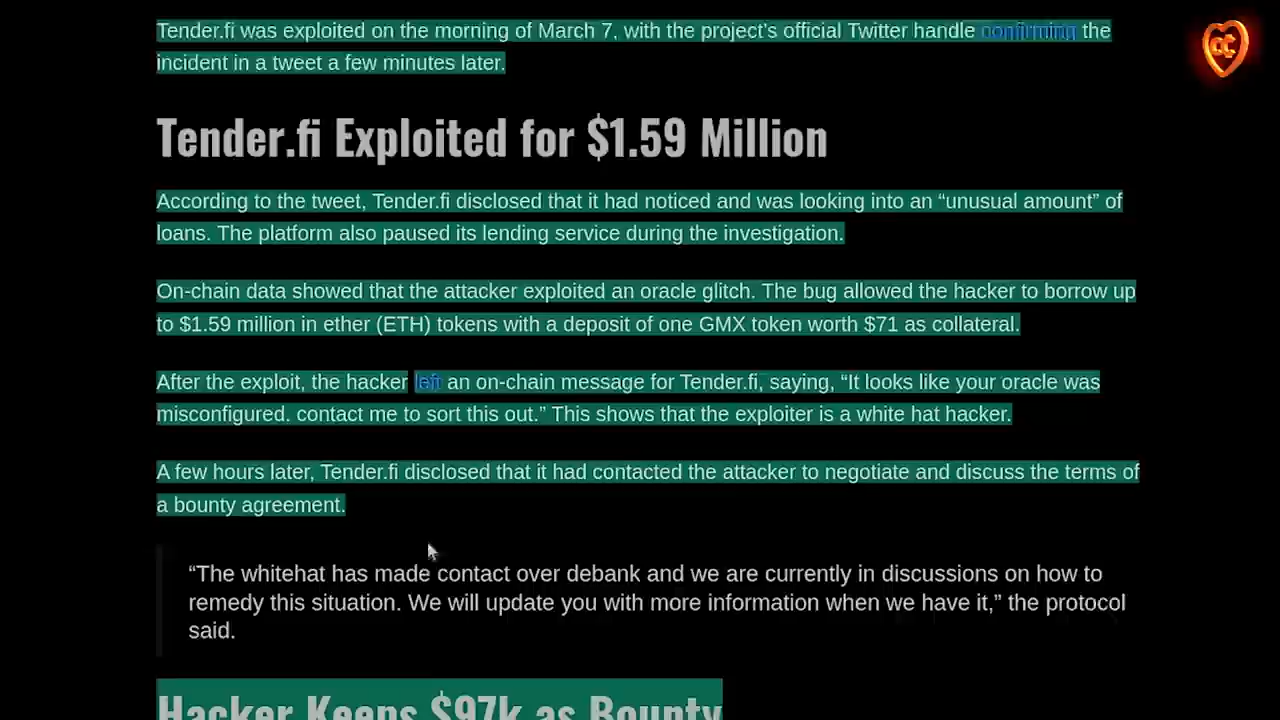 Tender.fi was exploited on the morning of March 7, with the project’s official Twitter handle confirming the
incident in a tweet a few minutes later.
Tender.fi Exploited for $1.59 Million
According to the tweet, Tender.fi disclosed that it had noticed and was looking into an “unusual amount” of
loans. The platform also paused its lending service during the investigation.
On-chain data showed that the attacker exploited an oracle glitch. The bug allowed the hacker to borrow up
to $1.59 million in ether (ETH) tokens with a deposit of one GMX token worth $71 as collateral.
After the exploit, the hacker left an on-chain message for Tender.fi, saying, “It looks like your oracle was
misconfigured. contact me to sort this out.” This shows that the exploiter is a white hat hacker.
A few hours later, Tender.fi disclosed that it had contacted the attacker to negotiate and discuss the terms of
a bounty agreement.
“The whitehat has made contact over debank and we are currently in discussions on how to
remedy this situation. We will update you with more information when we have it,” the protocol
said.
Hacker Keeps $97k as Bounty